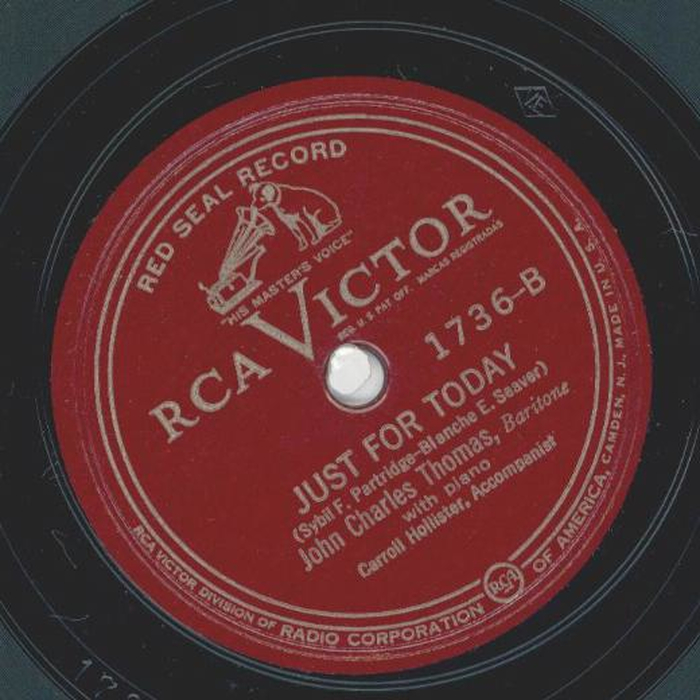 RED SEAL RECORD
"HIS MASTER'S VOICE"
RCA VICTOR
REG. U.S. PAT. OFF. MARCAS REGISTRADAS
1736-B
JUST FOR TODAY
(Sybil F. Partridge-Blanche E. Seaver)
John Charles Thomas, Baritone
with piano
Carroll Hollister, Accompanist
RCA VICTOR DIVISION OF RADIO CORPORATION RCA OF AMERICA, CAMDEN, N. J., MADE IN U. S. A.